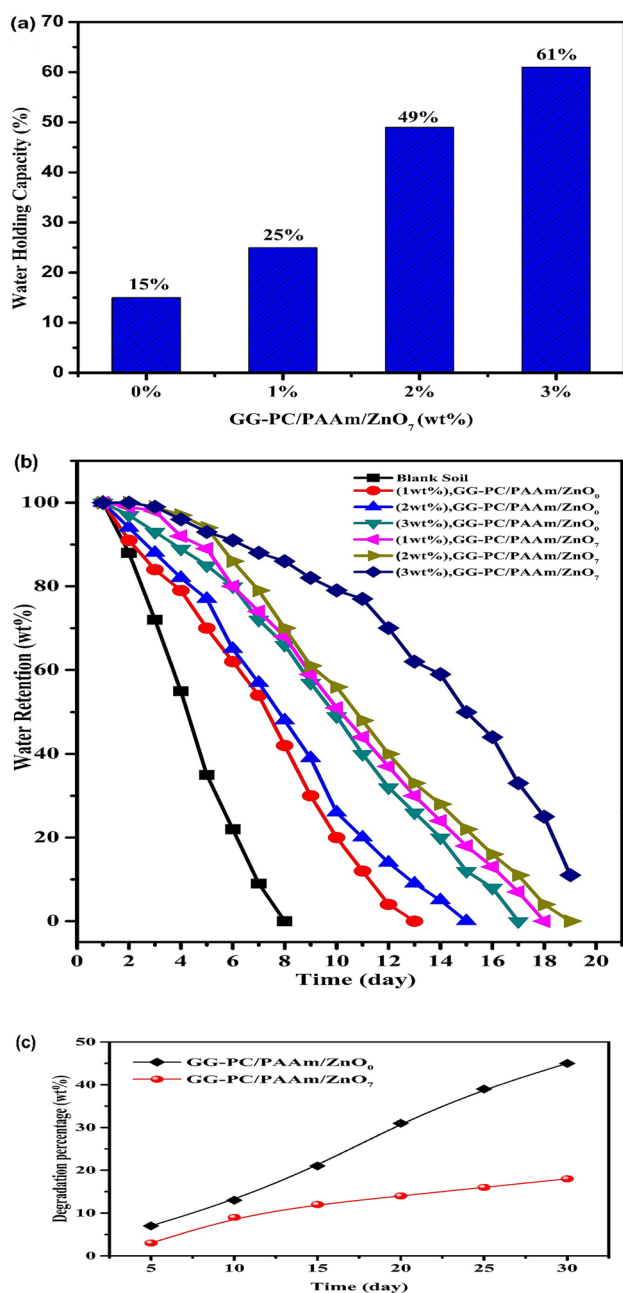 (a)
70
60
50
40
30
20
10
0
Water Holding Capacity (%)
15%
25%
49%
61%
0% 1% 2% 3%
GG-PC/PAAm/ZnO₇ (wt%)
(b)
Blank Soil
(1wt%),GG-PC/PAAm/ZnO₀
(2wt%),GG-PC/PAAm/ZnO₀
(3wt%),GG-PC/PAAm/ZnO₀
(1wt%),GG-PC/PAAm/ZnO₇
(2wt%),GG-PC/PAAm/ZnO₇
(3wt%),GG-PC/PAAm/ZnO₇
100
80
60
40
20
0
Water Retention (wt%)
0 2 4 6 8 10 12 14 16 18 20
Time (day)
(c)
GG-PC/PAAm/ZnO₀
GG-PC/PAAm/ZnO₇
50
40
30
20
10
0
Degradation percentage (wt%)
5 10 15 20 25 30
Time (day)